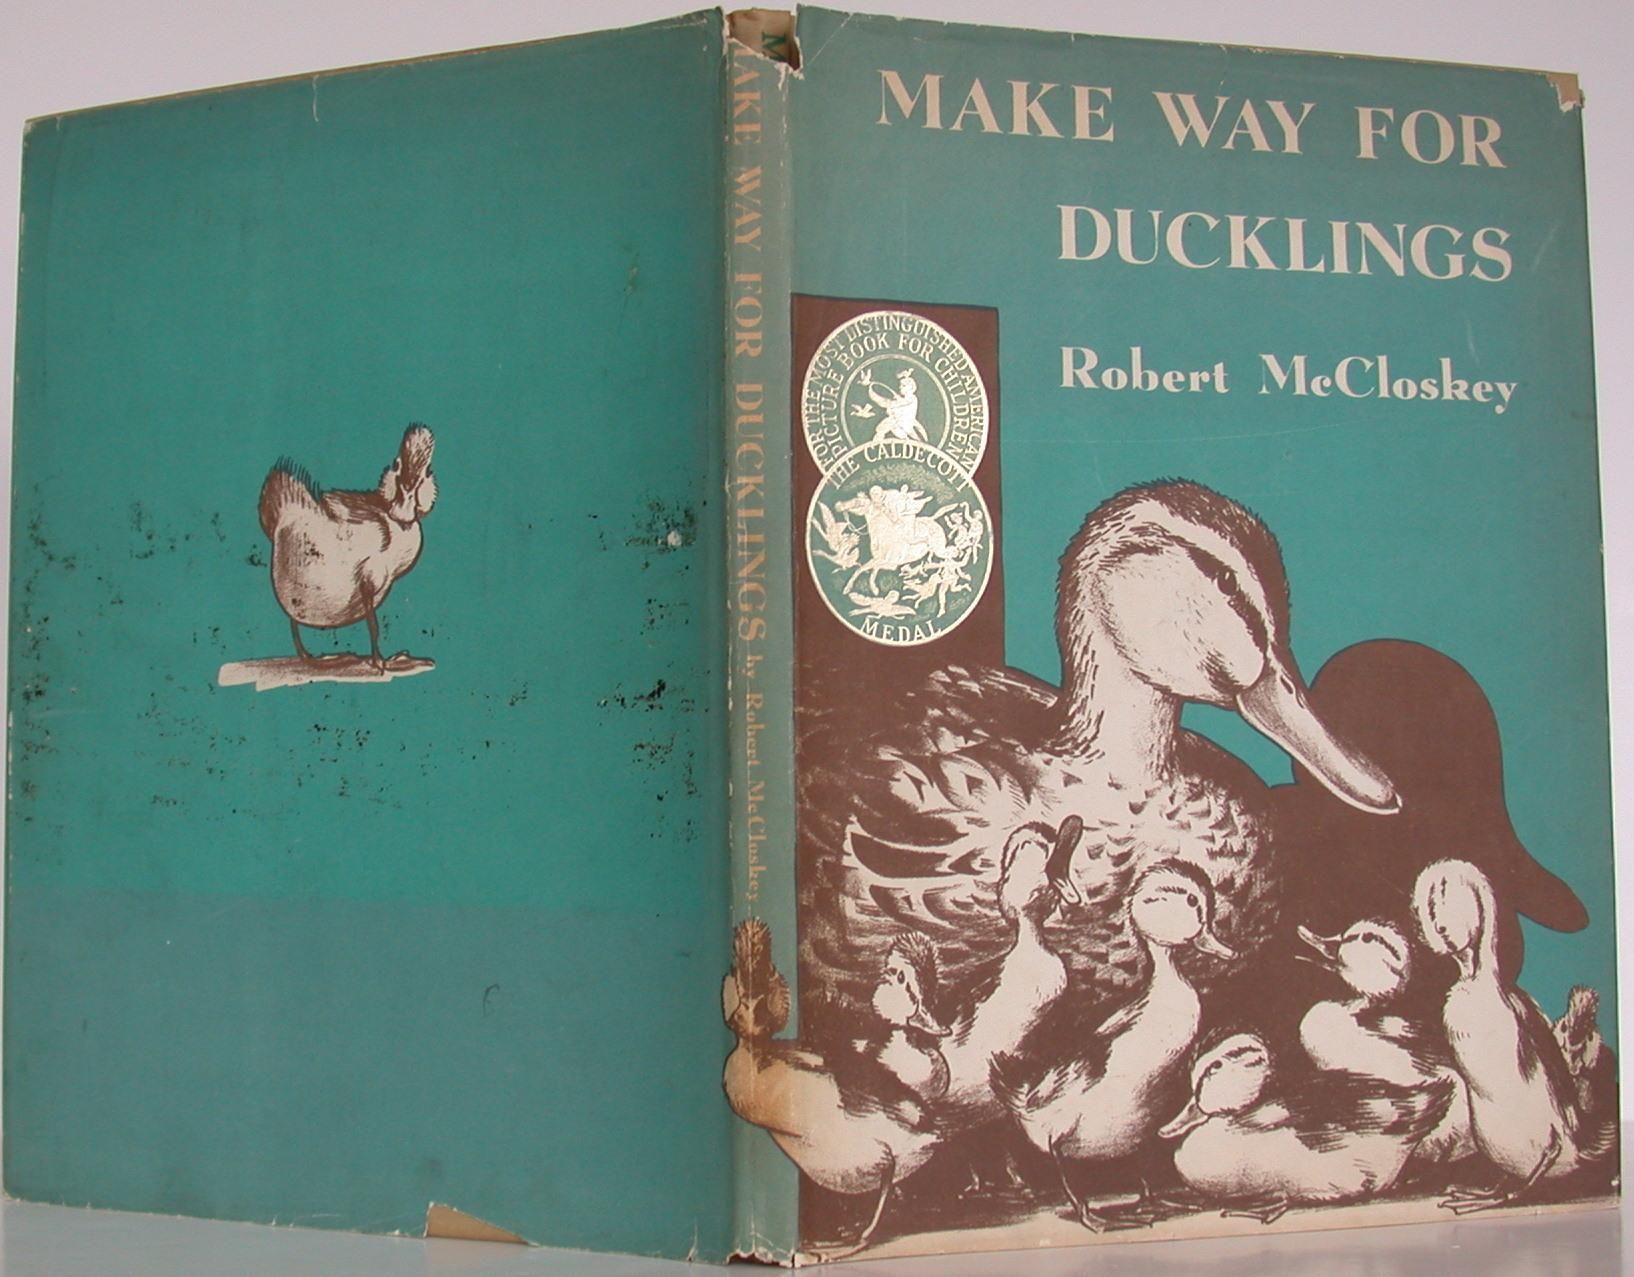 MAKE WAY FOR
DUCKLINGS
Robert McCloskey
FOR THE MOST DISTINGUISHED AMERICAN
PICTURE BOOK FOR CHILDREN
THE CALDECOTT
MEDAL
MAKE WAY FOR DUCKLINGS by Robert McCloskey
M